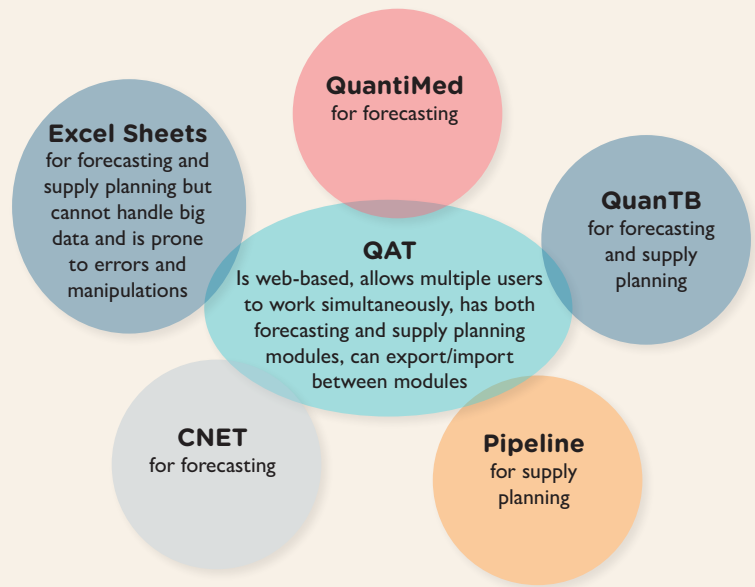 QuantiMed
for forecasting
Excel Sheets
for forecasting and
supply planning but
cannot handle big
data and is prone
to errors and
manipulations
QuanTB
for forecasting
and supply
planning
QAT
Is web-based, allows multiple users
to work simultaneously, has both
forecasting and supply planning
modules, can export/import
between modules
CNET
for forecasting
Pipeline
for supply
planning